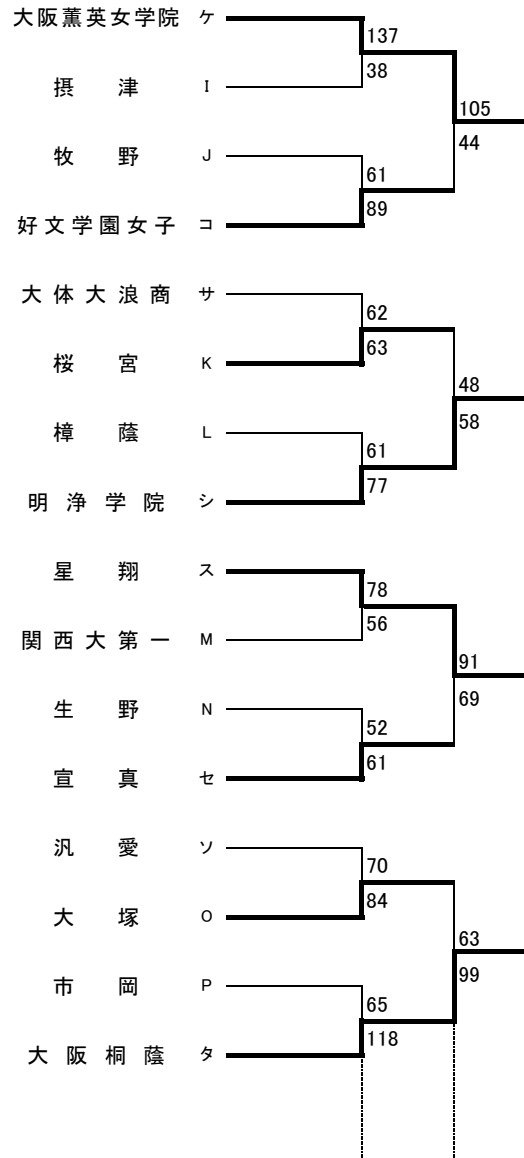 大阪薫英女学院 ケ
137
38
摂津 I
105
44
牧野 J
61
89
好文学園女子 コ
大体大浪商 サ
62
63
桜宮 K
48
58
樟蔭 L
61
77
明浄学院 シ
星翔 ス
78
56
関西大第一 M
91
69
生野 N
52
61
宣真 セ
汎愛 ソ
70
84
大塚 O
63
99
市岡 P
65
118
大阪桐蔭 タ